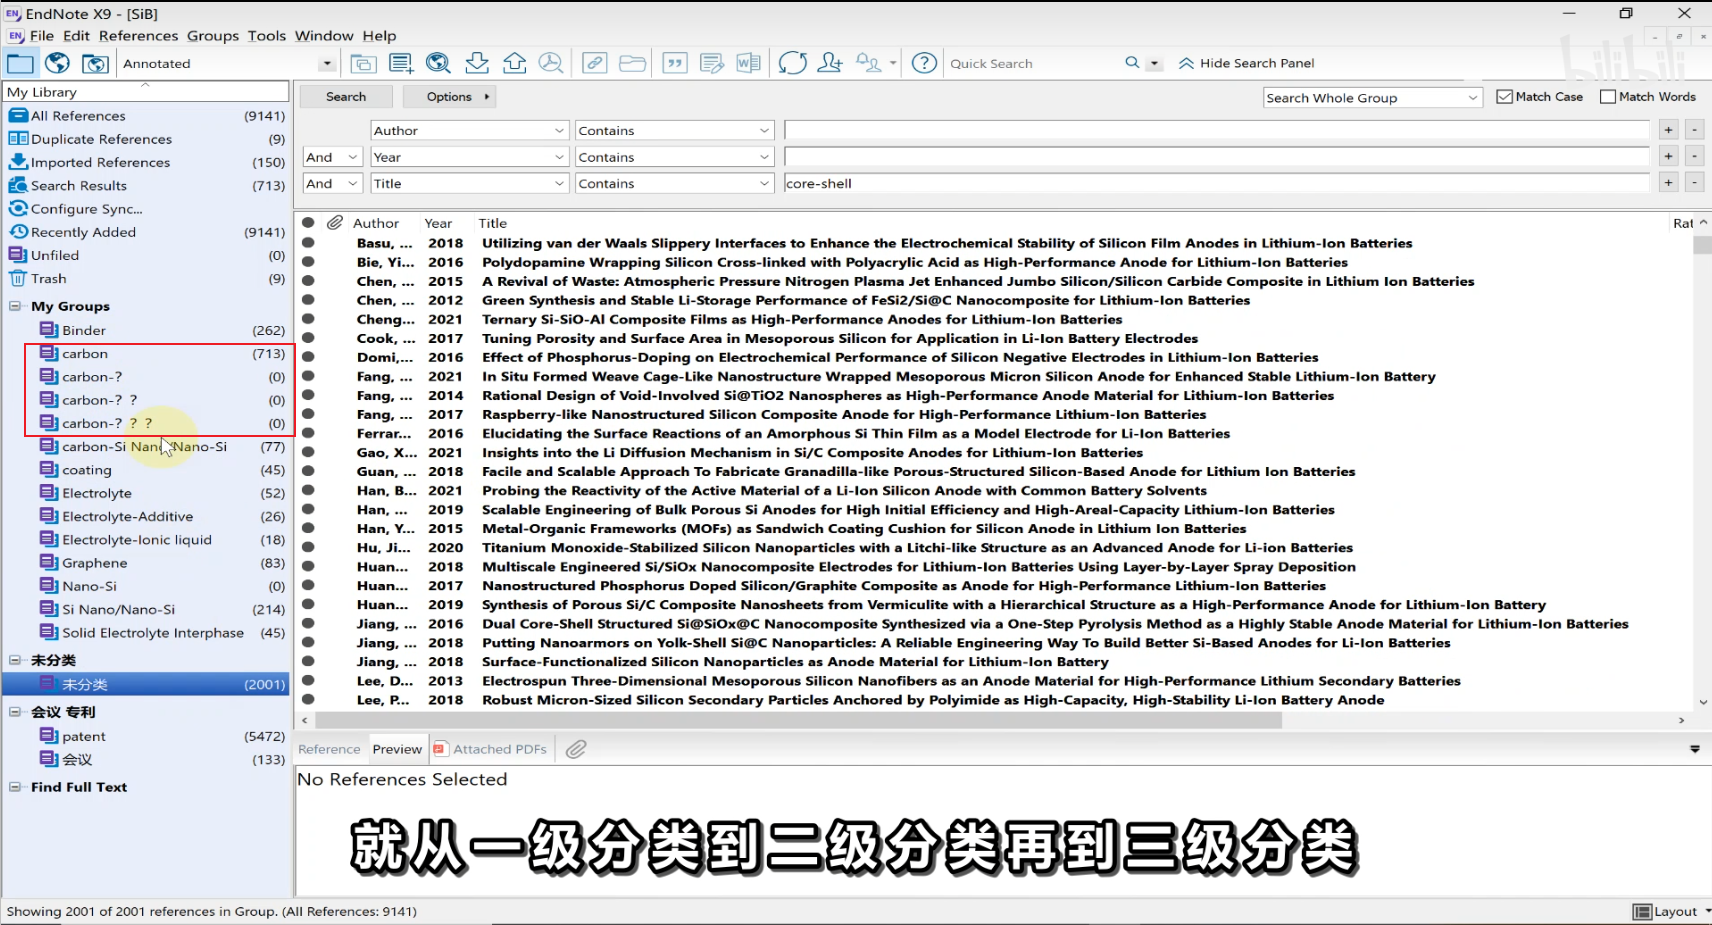 EndNote X9 - [SiB]
File Edit References Groups Tools Window Help
Annotated
Quick Search
Hide Search Panel
bilibili
My Library
All References (9141)
Duplicate References (9)
Imported References (150)
Search Results (713)
Configure Sync...
Recently Added (9141)
Unfiled (0)
Trash (9)
My Groups
Binder (262)
carbon (713)
carbon-? (0)
carbon-? ? (0)
carbon-? ? ? (0)
carbon-Si Nano/Nano-Si (77)
coating (45)
Electrolyte (52)
Electrolyte-Additive (26)
Electrolyte-Ionic liquid (18)
Graphene (83)
Nano-Si (0)
Si Nano/Nano-Si (214)
Solid Electrolyte Interphase (45)
未分类
未分类 (2001)
会议 专利
patent (5472)
会议 (133)
Find Full Text
Search Options Search Whole Group Match Case Match Words
Author Contains + -
And Year Contains + -
And Title Contains core-shell + -
Author Year Title Rat
Basu, ... 2018 Utilizing van der Waals Slippery Interfaces to Enhance the Electrochemical Stability of Silicon Film Anodes in Lithium-Ion Batteries
Bie, Yi... 2016 Polydopamine Wrapping Silicon Cross-linked with Polyacrylic Acid as High-Performance Anode for Lithium-Ion Batteries
Chen, ... 2015 A Revival of Waste: Atmospheric Pressure Nitrogen Plasma Jet Enhanced Jumbo Silicon/Silicon Carbide Composite in Lithium Ion Batteries
Chen, ... 2012 Green Synthesis and Stable Li-Storage Performance of FeSi2/Si@C Nanocomposite for Lithium-Ion Batteries
Cheng... 2021 Ternary Si-SiO-Al Composite Films as High-Performance Anodes for Lithium-Ion Batteries
Cook, ... 2017 Tuning Porosity and Surface Area in Mesoporous Silicon for Application in Li-Ion Battery Electrodes
Domi,... 2016 Effect of Phosphorus-Doping on Electrochemical Performance of Silicon Negative Electrodes in Lithium-Ion Batteries
Fang, ... 2021 In Situ Formed Weave Cage-Like Nanostructure Wrapped Mesoporous Micron Silicon Anode for Enhanced Stable Lithium-Ion Battery
Fang, ... 2014 Rational Design of Void-Involved Si@TiO2 Nanospheres as High-Performance Anode Material for Lithium-Ion Batteries
Fang, ... 2017 Raspberry-like Nanostructured Silicon Composite Anode for High-Performance Lithium-Ion Batteries
Ferrar... 2016 Elucidating the Surface Reactions of an Amorphous Si Thin Film as a Model Electrode for Li-Ion Batteries
Gao, X... 2021 Insights into the Li Diffusion Mechanism in Si/C Composite Anodes for Lithium-Ion Batteries
Guan, ... 2018 Facile and Scalable Approach To Fabricate Granadilla-like Porous-Structured Silicon-Based Anode for Lithium Ion Batteries
Han, B... 2021 Probing the Reactivity of the Active Material of a Li-Ion Silicon Anode with Common Battery Solvents
Han, ... 2019 Scalable Engineering of Bulk Porous Si Anodes for High Initial Efficiency and High-Areal-Capacity Lithium-Ion Batteries
Han, Y... 2015 Metal-Organic Frameworks (MOFs) as Sandwich Coating Cushion for Silicon Anode in Lithium Ion Batteries
Hu, Ji... 2020 Titanium Monoxide-Stabilized Silicon Nanoparticles with a Litchi-like Structure as an Advanced Anode for Li-ion Batteries
Huan... 2018 Multiscale Engineered Si/SiOx Nanocomposite Electrodes for Lithium-Ion Batteries Using Layer-by-Layer Spray Deposition
Huan... 2017 Nanostructured Phosphorus Doped Silicon/Graphite Composite as Anode for High-Performance Lithium-Ion Batteries
Huan... 2019 Synthesis of Porous Si/C Composite Nanosheets from Vermiculite with a Hierarchical Structure as a High-Performance Anode for Lithium-Ion Battery
Jiang, ... 2016 Dual Core-Shell Structured Si@SiOx@C Nanocomposite Synthesized via a One-Step Pyrolysis Method as a Highly Stable Anode Material for Lithium-Ion Batteries
Jiang, ... 2018 Putting Nanoarmors on Yolk-Shell Si@C Nanoparticles: A Reliable Engineering Way To Build Better Si-Based Anodes for Li-Ion Batteries
Jiang, ... 2018 Surface-Functionalized Silicon Nanoparticles as Anode Material for Lithium-Ion Battery
Lee, D... 2013 Electrospun Three-Dimensional Mesoporous Silicon Nanofibers as an Anode Material for High-Performance Lithium Secondary Batteries
Lee, P... 2018 Robust Micron-Sized Silicon Secondary Particles Anchored by Polyimide as High-Capacity, High-Stability Li-Ion Battery Anode
Reference Preview Attached PDFs
No References Selected
就从一级分类到二级分类再到三级分类
Showing 2001 of 2001 references in Group. (All References: 9141)
Layout